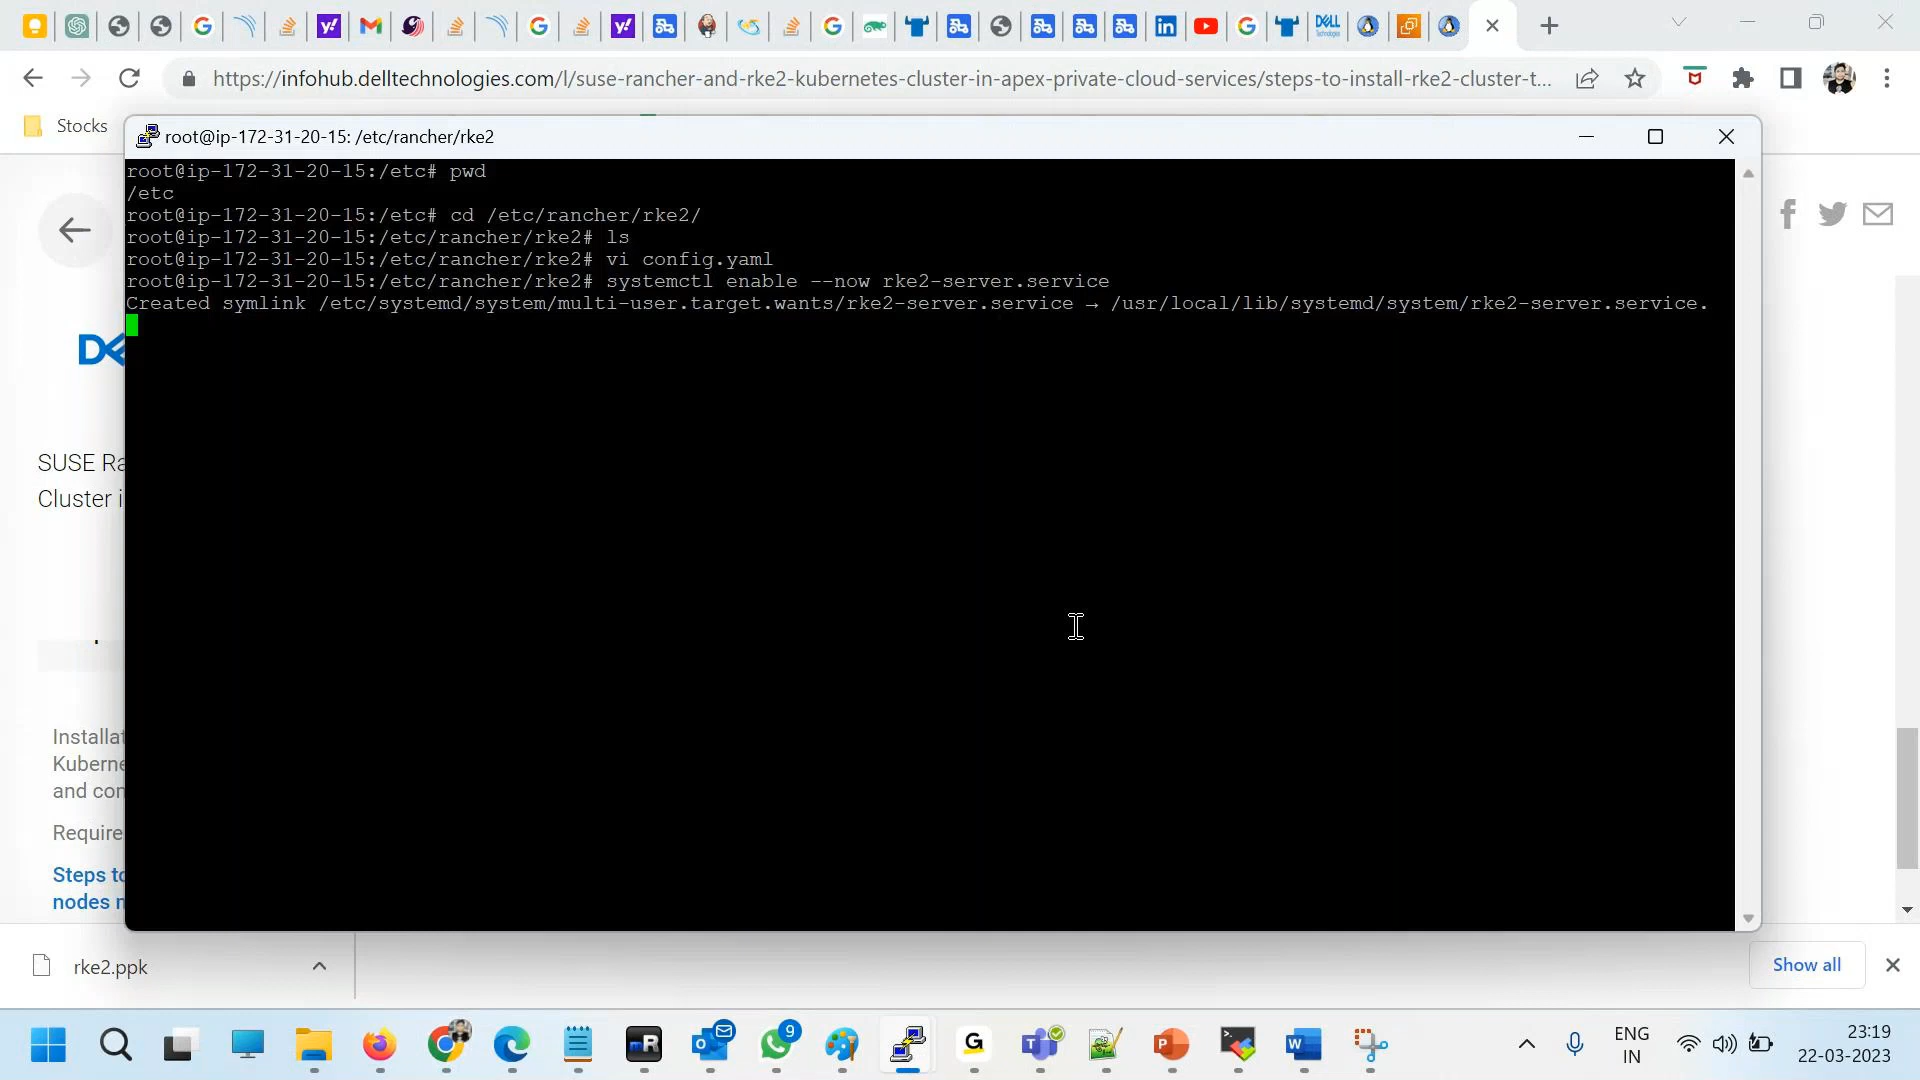 https://infohub.delltechnologies.com/l/suse-rancher-and-rke2-kubernetes-cluster-in-apex-private-cloud-services/steps-to-install-rke2-cluster-t...
Stocks
root@ip-172-31-20-15: /etc/rancher/rke2
root@ip-172-31-20-15:/etc# pwd
/etc
root@ip-172-31-20-15:/etc# cd /etc/rancher/rke2/
root@ip-172-31-20-15:/etc/rancher/rke2# ls
root@ip-172-31-20-15:/etc/rancher/rke2# vi config.yaml
root@ip-172-31-20-15:/etc/rancher/rke2# systemctl enable --now rke2-server.service
Created symlink /etc/systemd/system/multi-user.target.wants/rke2-server.service → /usr/local/lib/systemd/system/rke2-server.service.
SUSE Ra
Cluster i
Installat
Kuberne
and con
Require
Steps to
nodes
rke2.ppk
Show all
9
ENG
IN
23:19
22-03-2023